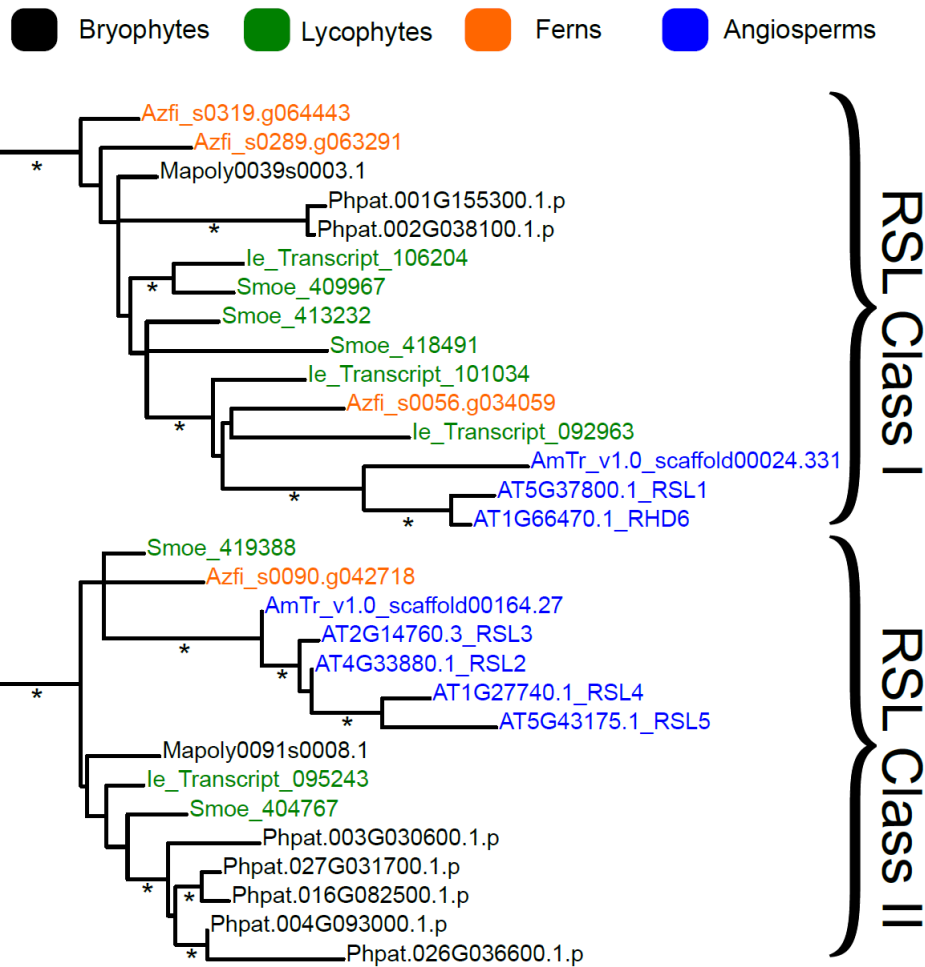 Bryophytes Lycophytes Ferns Angiosperms
Azfi_s0319.g064443
Azfi_s0289.g063291
*
Mapoly0039s0003.1
Phpat.001G155300.1.p
*
Phpat.002G038100.1.p
Ie_Transcript_106204
*
Smoe_409967
Smoe_413232
Smoe_418491
Ie_Transcript_101034
Azfi_s0056.g034059
*
Ie_Transcript_092963
AmTr_v1.0_scaffold00024.331
*
AT5G37800.1_RSL1
*
AT1G66470.1_RHD6
RSL Class I
Smoe_419388
Azfi_s0090.g042718
AmTr_v1.0_scaffold00164.27
AT2G14760.3_RSL3
*
AT4G33880.1_RSL2
*
AT1G27740.1_RSL4
*
AT5G43175.1_RSL5
*
Mapoly0091s0008.1
Ie_Transcript_095243
Smoe_404767
Phpat.003G030600.1.p
Phpat.027G031700.1.p
*
*
Phpat.016G082500.1.p
Phpat.004G093000.1.p
*
Phpat.026G036600.1.p
RSL Class II